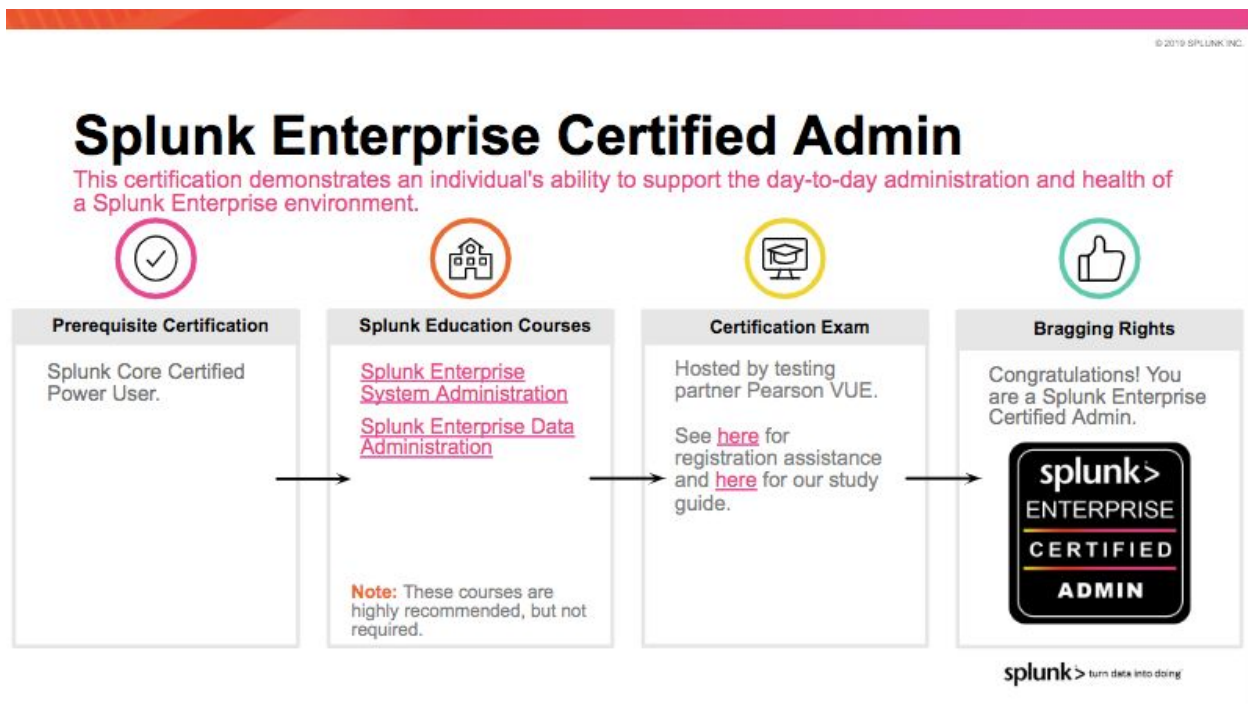 © 2019 SPLUNK INC.
Splunk Enterprise Certified Admin
This certification demonstrates an individual's ability to support the day-to-day administration and health of
a Splunk Enterprise environment.
Prerequisite Certification
Splunk Core Certified
Power User.
Splunk Education Courses
Splunk Enterprise
System Administration
Splunk Enterprise Data
Administration
Note: These courses are
highly recommended, but not
required.
Certification Exam
Hosted by testing
partner Pearson VUE.
See here for
registration assistance
and here for our study
guide.
Bragging Rights
Congratulations! You
are a Splunk Enterprise
Certified Admin.
splunk>
ENTERPRISE
CERTIFIED
ADMIN
splunk> turn data into doing